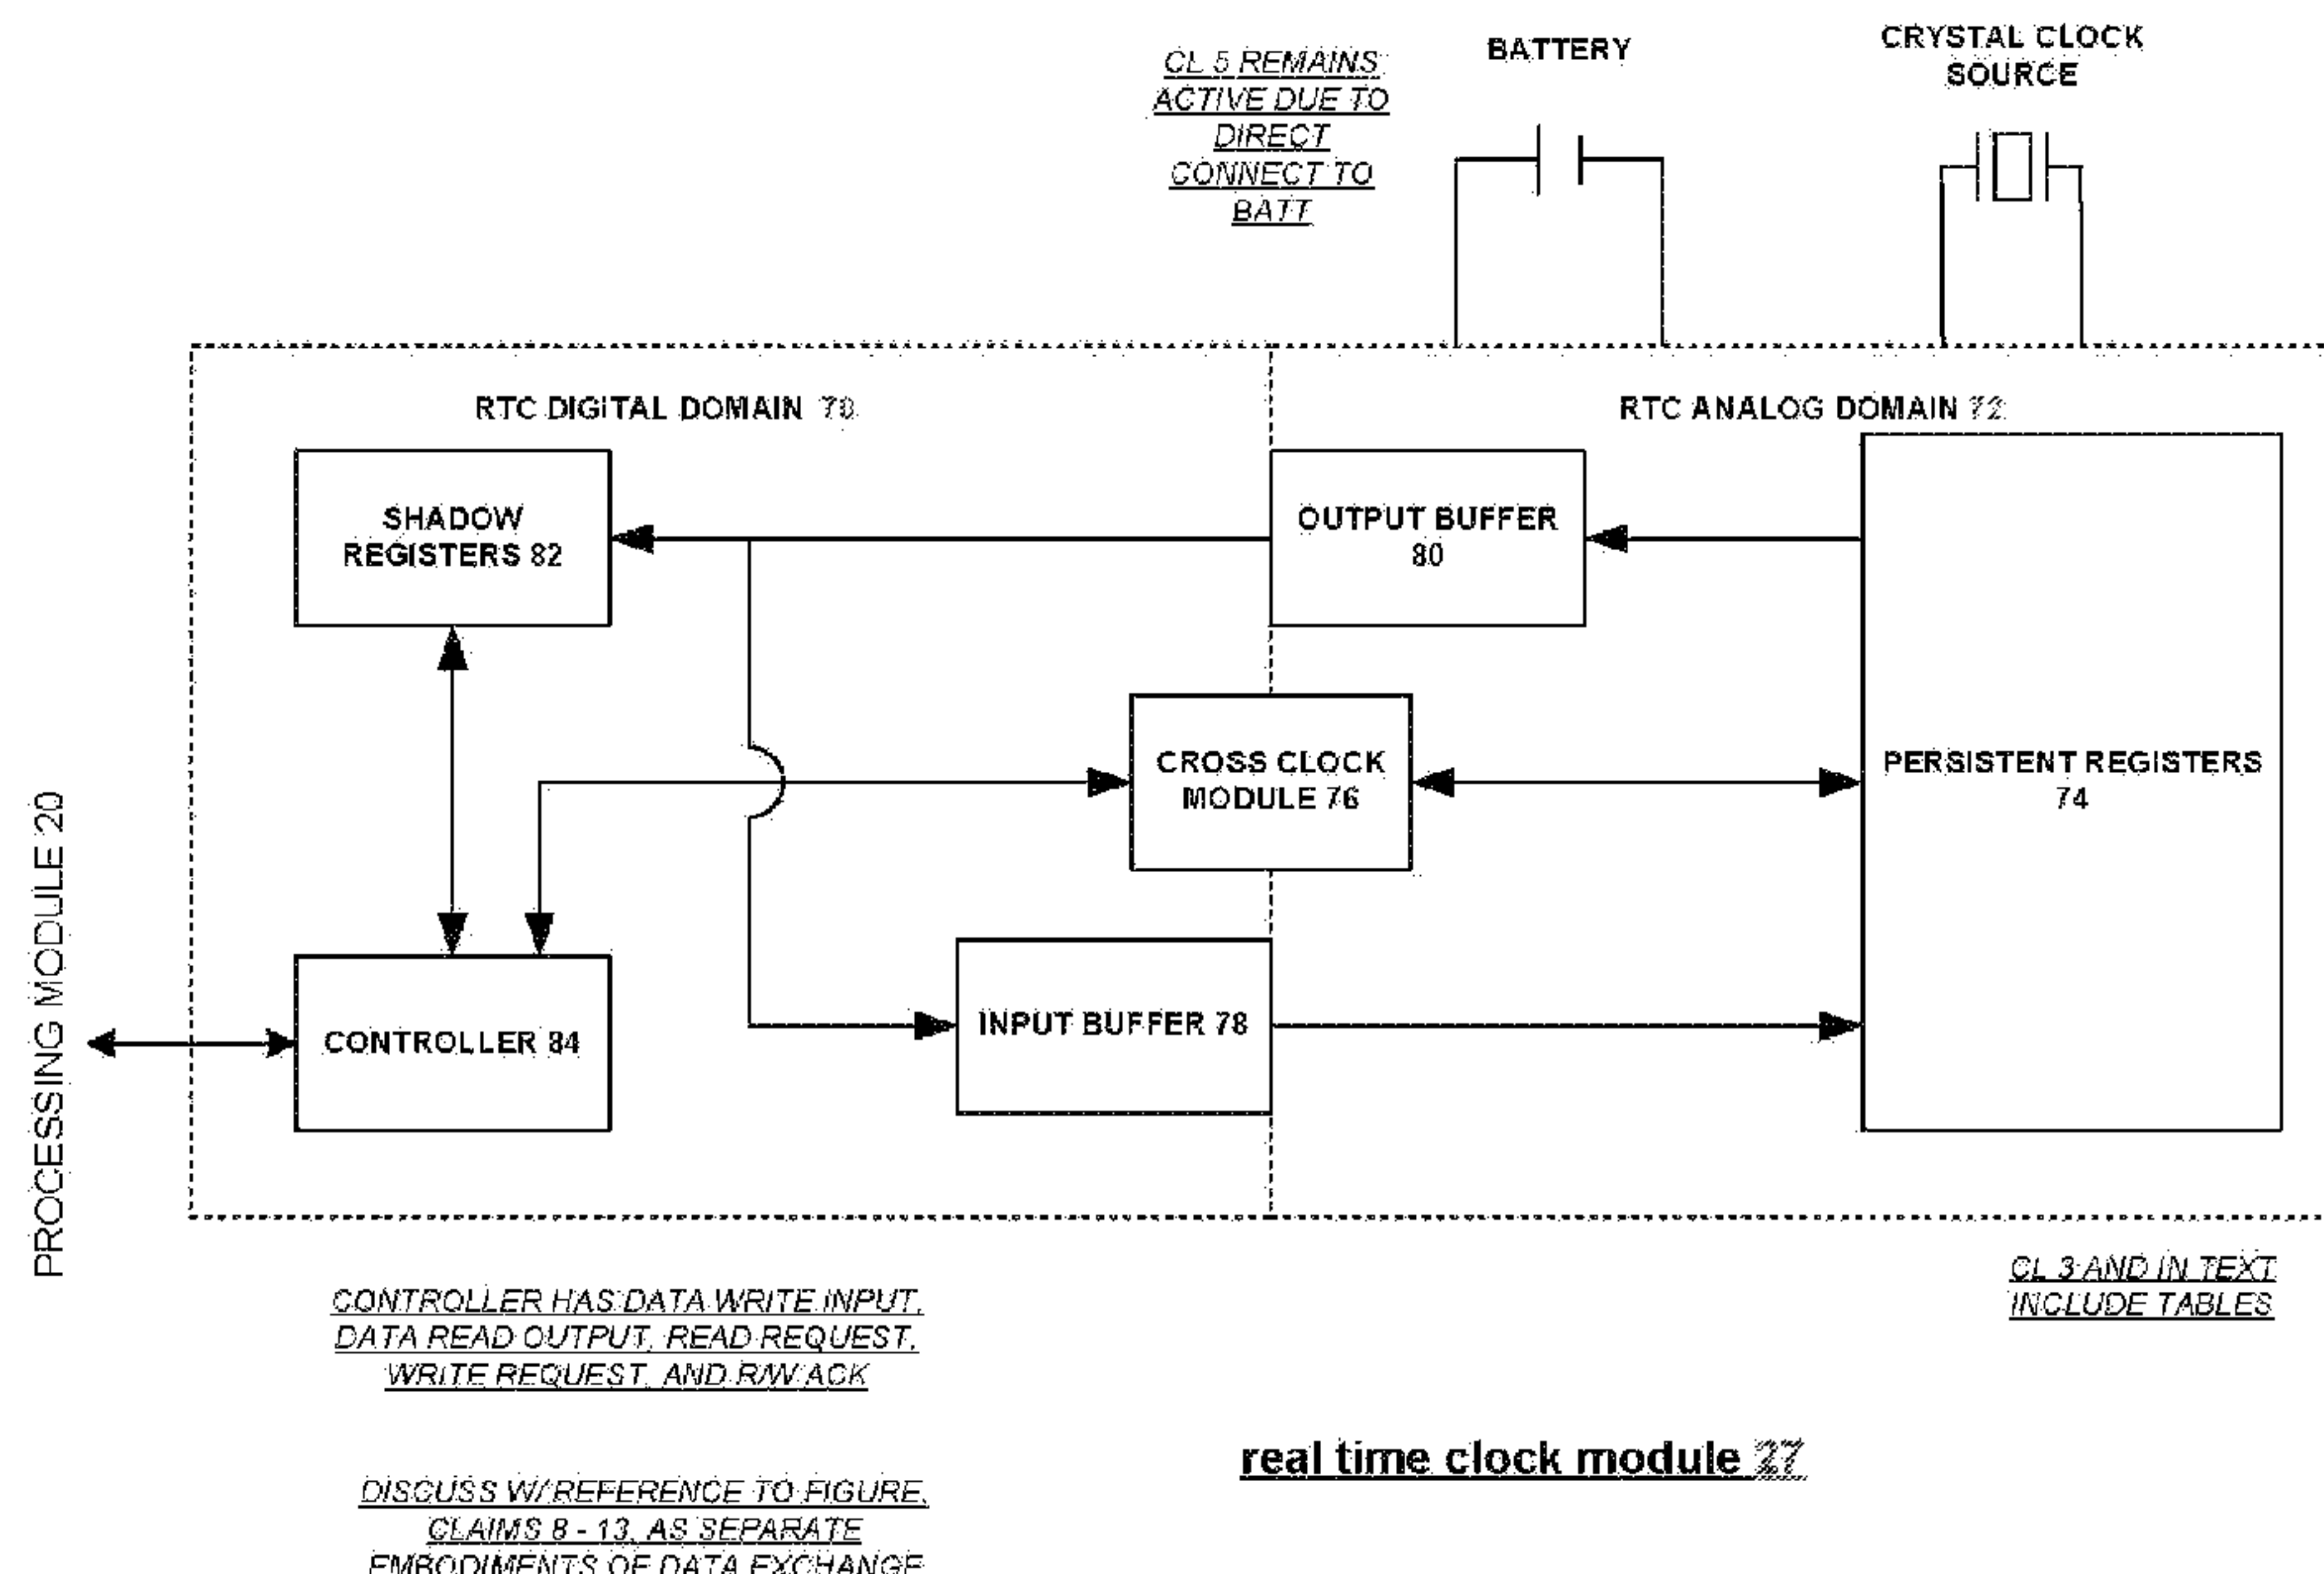 CL 5 REMAINS
ACTIVE DUE TO
DIRECT
CONNECT TO
BATT
BATTERY
CRYSTAL CLOCK
SOURCE
RTC DIGITAL DOMAIN 70
RTC ANALOG DOMAIN 72
SHADOW
REGISTERS 82
OUTPUT BUFFER
80
CROSS CLOCK
MODULE 76
PERSISTENT REGISTERS
74
PROCESSING MODULE 20
CONTROLLER 84
INPUT BUFFER 78
CL 3 AND IN TEXT
INCLUDE TABLES
CONTROLLER HAS DATA WRITE INPUT,
DATA READ OUTPUT, READ REQUEST,
WRITE REQUEST, AND R/W ACK
real time clock module 27
DISCUSS W/ REFERENCE TO FIGURE,
CLAIMS 8 - 13, AS SEPARATE
EMBODIMENTS OF DATA EXCHANGE